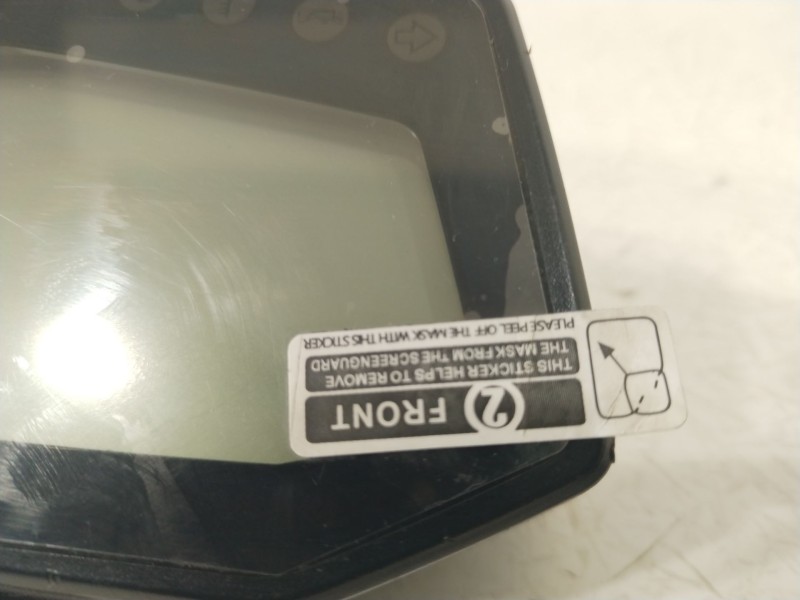 2 FRONT
THIS STICKER HELPS TO REMOVE
THE MASK FROM THE SCREENGUARD
PLEASE PEEL OFF THE MASK WITH THIS STICKER